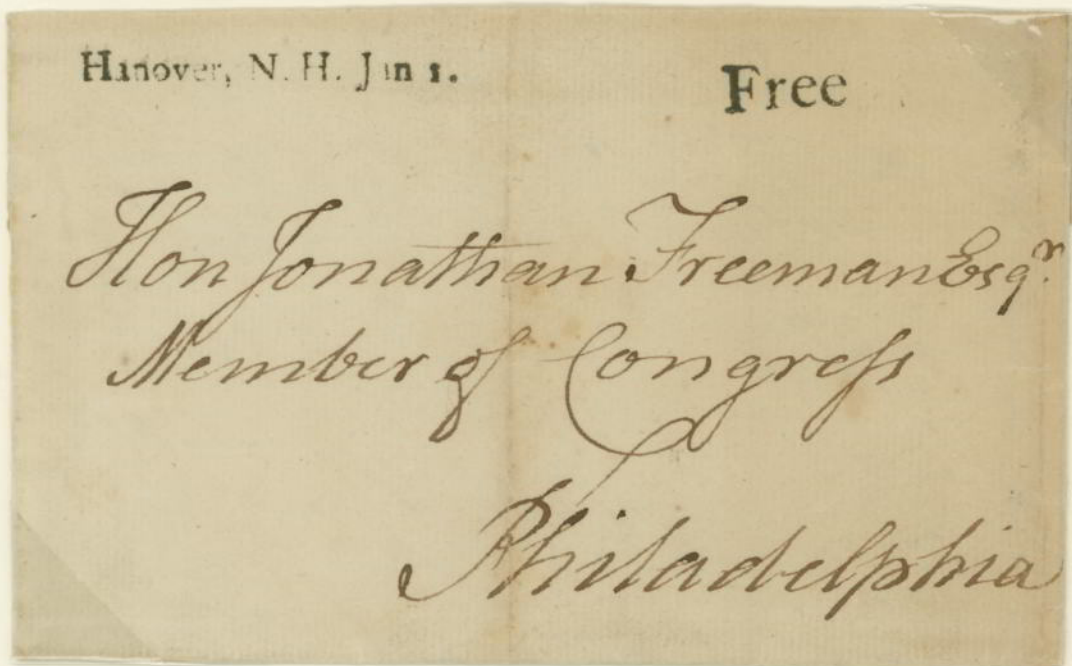 Hanover, N. H. Jan 1.
Free
Hon Jonathan Freeman Esqr.
Member of Congreſs
Philadelphia